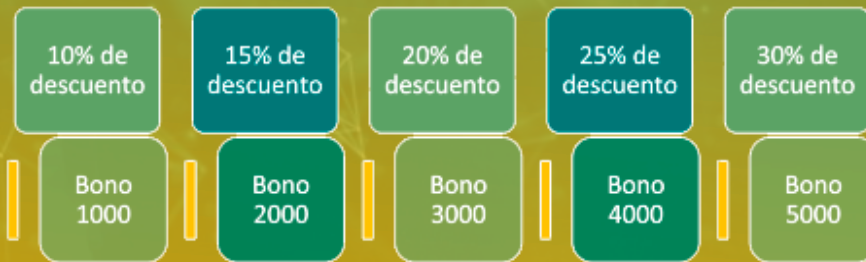 10% de
descuento
15% de
descuento
20% de
descuento
25% de
descuento
30% de
descuento
Bono
1000
Bono
2000
Bono
3000
Bono
4000
Bono
5000